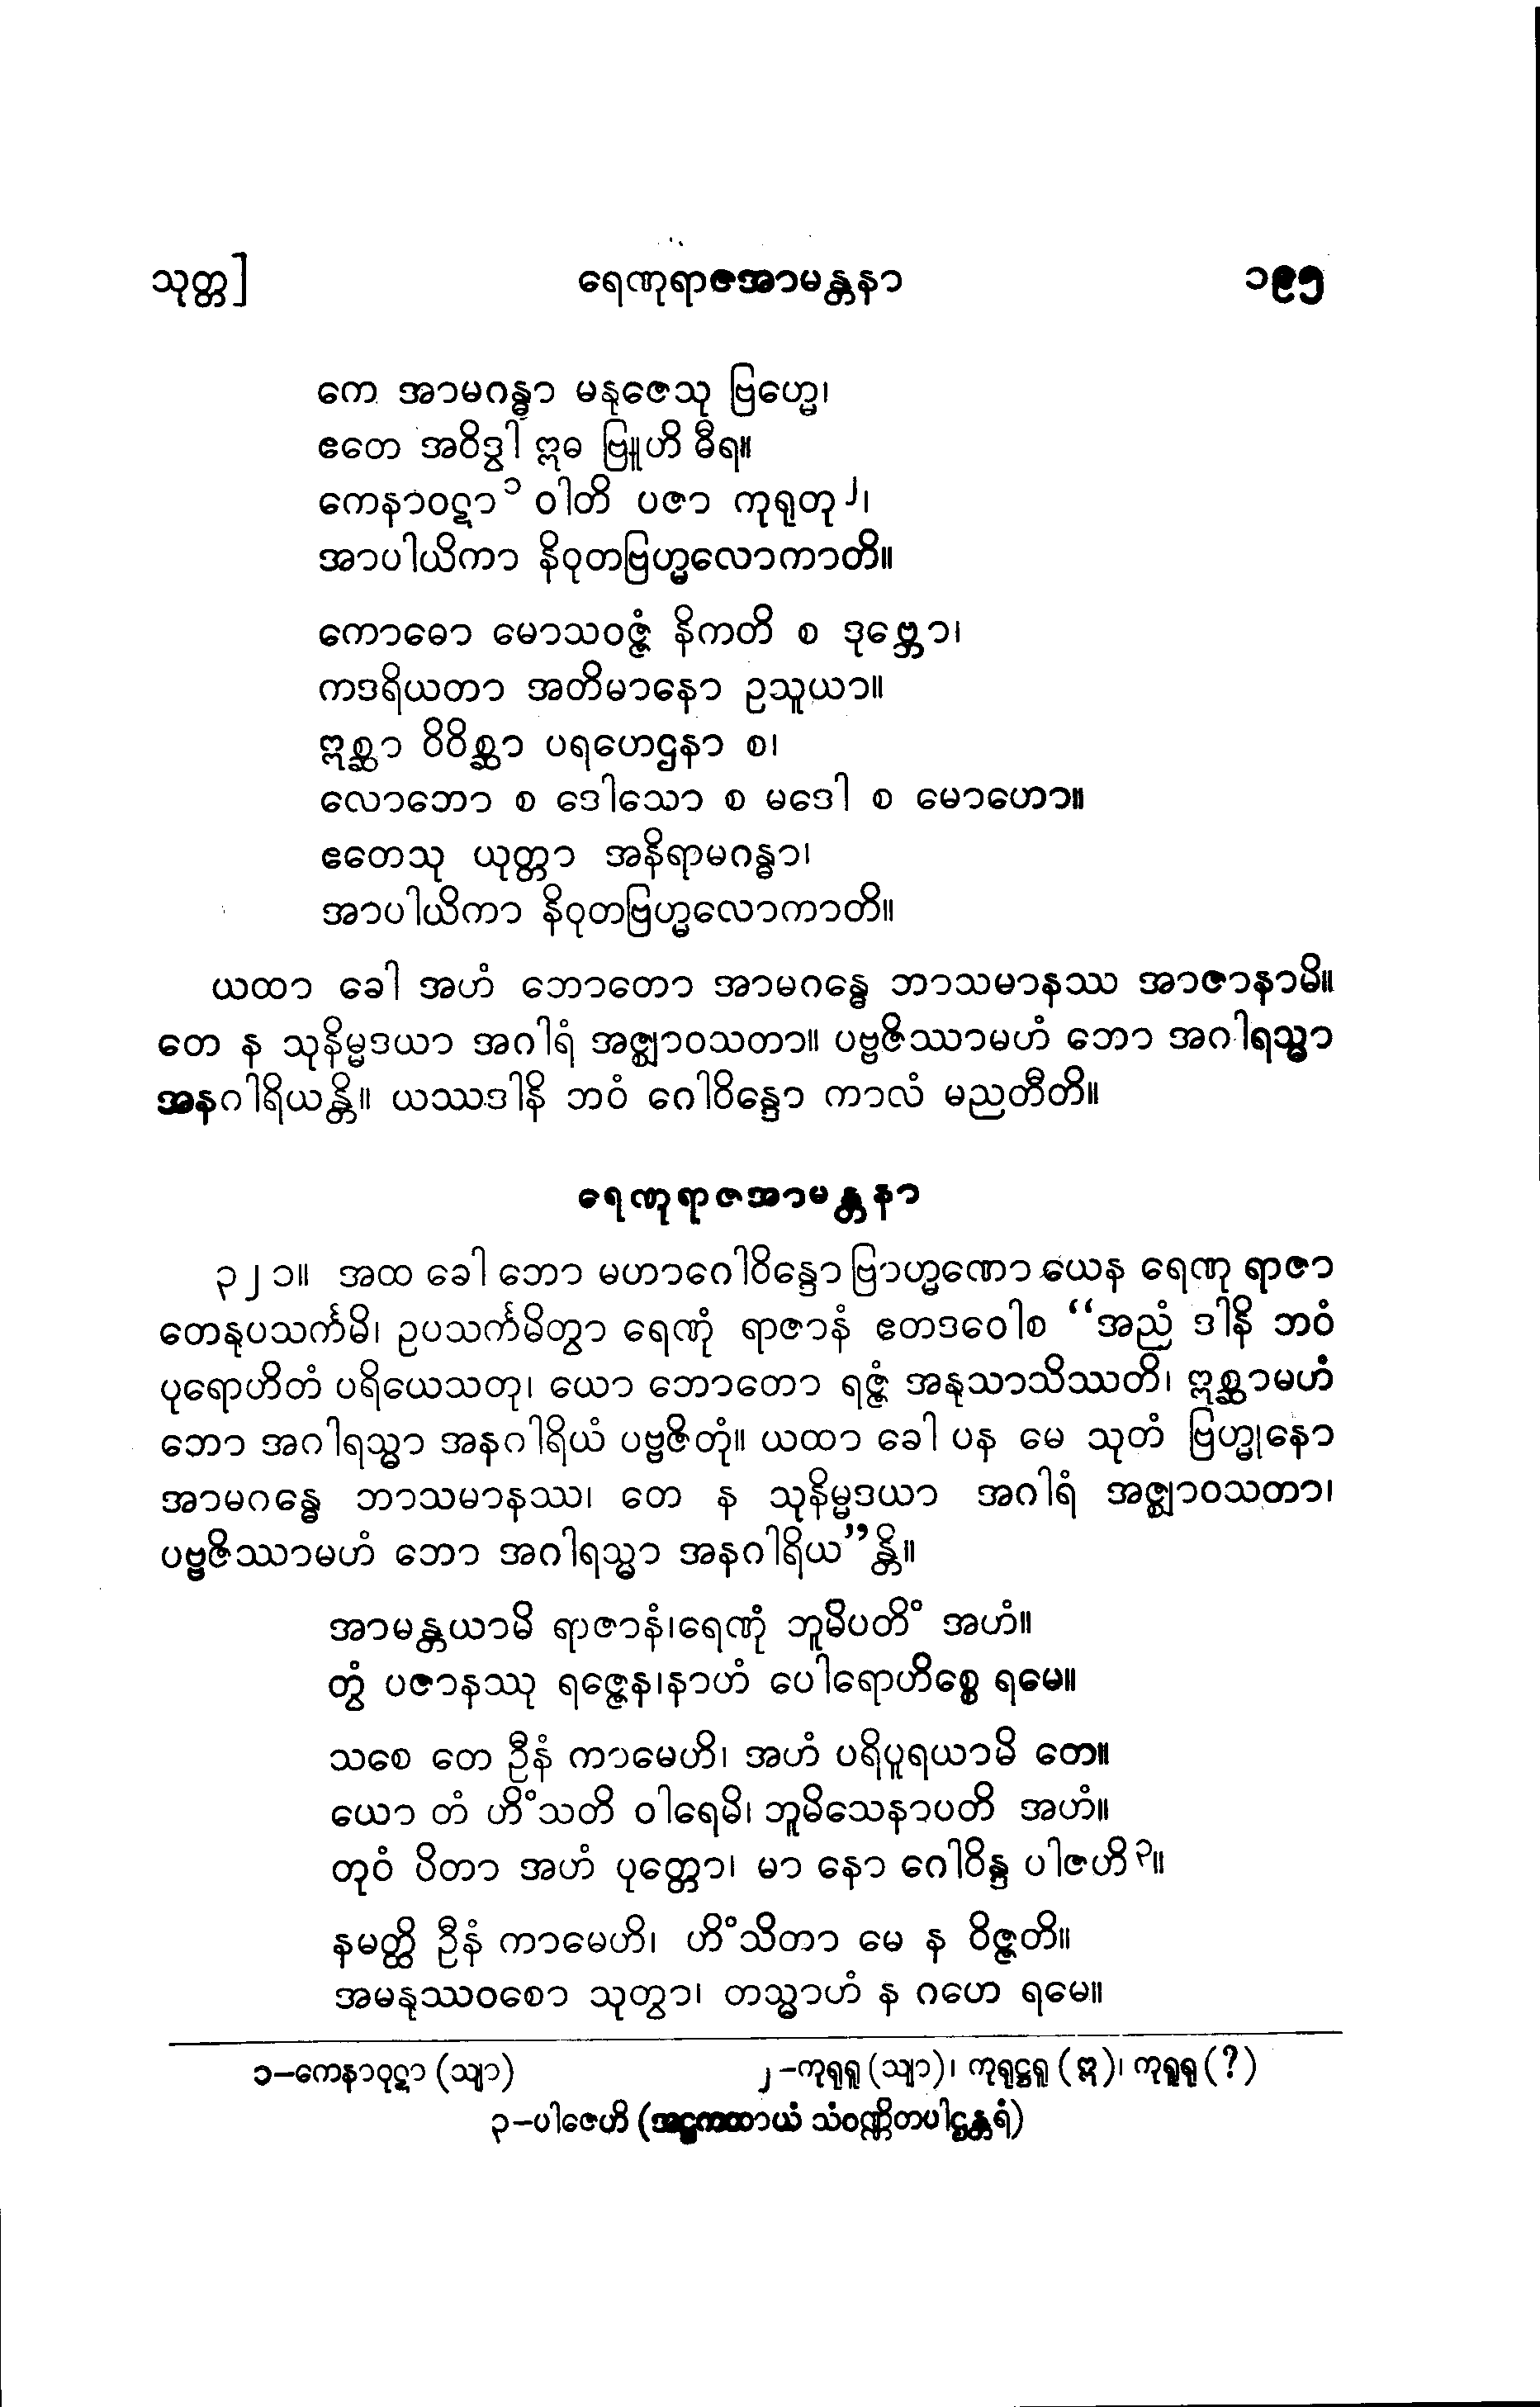 သုတ္တ] ရေဏုရာဇအာမန္တနာ ၁၉၅
ကေ အာမဂန္ဓာ မနုဇေသု ဗြဟ္မေ၊
ဧတေ အဝိဒွါ ဣဓ ဗြူဟိ ဓီရ။
ကေနာဝဋာ၁ ဝါတိ ပဇာ ကုရုတု၂၊
အာပါယိကာ နိဝုတဗြဟ္မလောကာတိ။
ကောဓော မောသဝဇ္ဇံ နိကတိ စ ဒုဗ္ဘော၊
ကဒရိယတာ အတိမာနော ဥသူယာ။
ဣစ္ဆာ ဝိဝိစ္ဆာ ပရဟေဌနာ စ၊
လောဘော စ ဒေါသော စ မဒေါ စ မောဟော။
ဧတေသု ယုတ္တာ အနိရာမဂန္ဓာ၊
အာပါယိကာ နိဝုတဗြဟ္မလောကာတိ။
ယထာ ခေါ အဟံ ဘောတော အာမဂန္ဓေ ဘာသမာနဿ အာဇာနာမိ။
တေ န သုနိမ္မဒယာ အဂါရံ အဇ္ဈာဝသတာ။ ပဗ္ဗဇိဿာမဟံ ဘော အဂါရသ္မာ
အနဂါရိယန္တိ။ ယဿဒါနိ ဘဝံ ဂေါဝိန္ဒော ကာလံ မညတီတိ။
ရေဏုရာဇအာမန္တနာ
၃၂၁။ အထ ခေါ ဘော မဟာဂေါဝိန္ဒော ဗြာဟ္မဏော ယေန ရေဏု ရာဇာ
တေနုပသင်္ကမိ၊ ဥပသင်္ကမိတွာ ရေဏုံ ရာဇာနံ ဧတဒဝေါစ “အညံ ဒါနိ ဘဝံ
ပုရောဟိတံ ပရိယေသတု၊ ယော ဘောတော ရဇ္ဇံ အနုသာသိဿတိ၊ ဣစ္ဆာမဟံ
ဘော အဂါရသ္မာ အနဂါရိယံ ပဗ္ဗဇိတုံ။ ယထာ ခေါ ပန မေ သုတံ ဗြဟ္မုနော
အာမဂန္ဓေ ဘာသမာနဿ၊ တေ န သုနိမ္မဒယာ အဂါရံ အဇ္ဈာဝသတာ၊
ပဗ္ဗဇိဿာမဟံ ဘော အဂါရသ္မာ အနဂါရိယ”န္တိ။
အာမန္တယာမိ ရာဇာနံ၊ရေဏုံ ဘူမိပတိံ အဟံ။
တွံ ပဇာနဿု ရဇ္ဇေန၊နာဟံ ပေါရောဟိစ္စေ ရမေ။
သစေ တေ ဦနံ ကာမေဟိ၊ အဟံ ပရိပူရယာမိ တေ။
ယော တံ ဟိံသတိ ဝါရေမိ၊ ဘူမိသေနာပတိ အဟံ။
တုဝံ ပိတာ အဟံ ပုတ္တော၊ မာ နော ဂေါဝိန္ဒ ပါဇဟိ၃။
နမတ္ထိ ဦနံ ကာမေဟိ၊ ဟိံသိတာ မေ န ဝိဇ္ဇတိ။
အမနုဿဝစော သုတွာ၊ တသ္မာဟံ န ဂဟေ ရမေ။
၁-ကေနာဝုဋာ (သျာ) ၂-ကုရုရူ (သျာ)၊ ကုရုဋ္ဌရူ (ဣ)၊ ကုရူရု (?)
၃-ပါဇေဟိ (အဋ္ဌကထာယံ သံဝဏ္ဏိတပါဌန္တရံ)